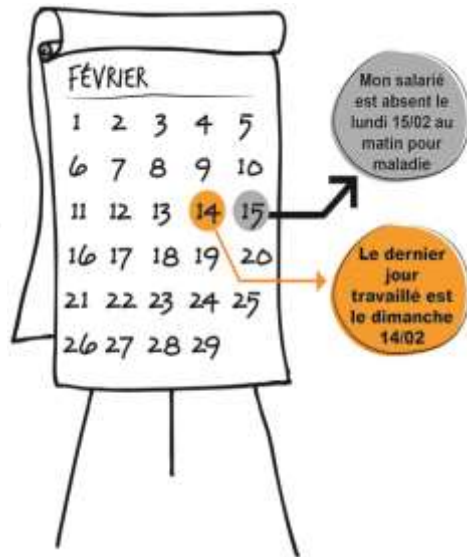 FÉVRIER
1 2 3 4 5
6 7 8 9 10
11 12 13 14 15
16 17 18 19 20
21 22 23 24 25
26 27 28 29
Mon salarié
est absent le
lundi 15/02 au
matin pour
maladie
Le dernier
jour
travaillé est
le dimanche
14/02